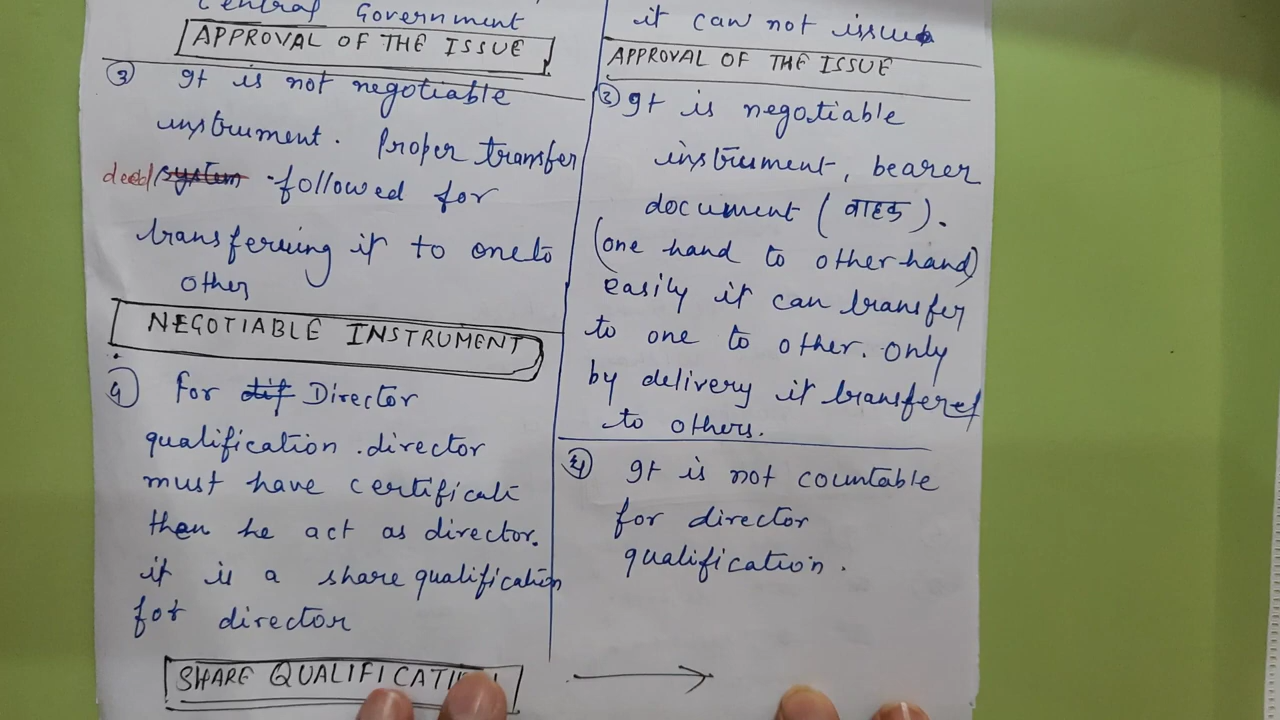 Central Government
APPROVAL OF THE ISSUE
③ It is not negotiable
instrument. Proper transfer
deed/system followed for
transferring it to one to
other
NEGOTIABLE INSTRUMENT
4) For dif Director
qualification . director
must have certificate
then he act as director.
it is a share qualification
for director
SHARE QUALIFICATION
it can not issue
APPROVAL OF THE ISSUE
③ It is negotiable
instrument, bearer
document (वाहक).
(one hand to other hand)
easily it can transfer
to one to other. Only
by delivery it transferef
to others.
④ It is not countable
for director
qualification.